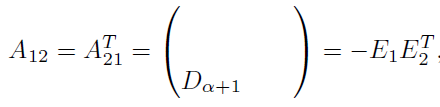 A_{12} = A_{21}^T = \begin{pmatrix} & \\ D_{\alpha+1} & \end{pmatrix} = -E_1 E_2^T,